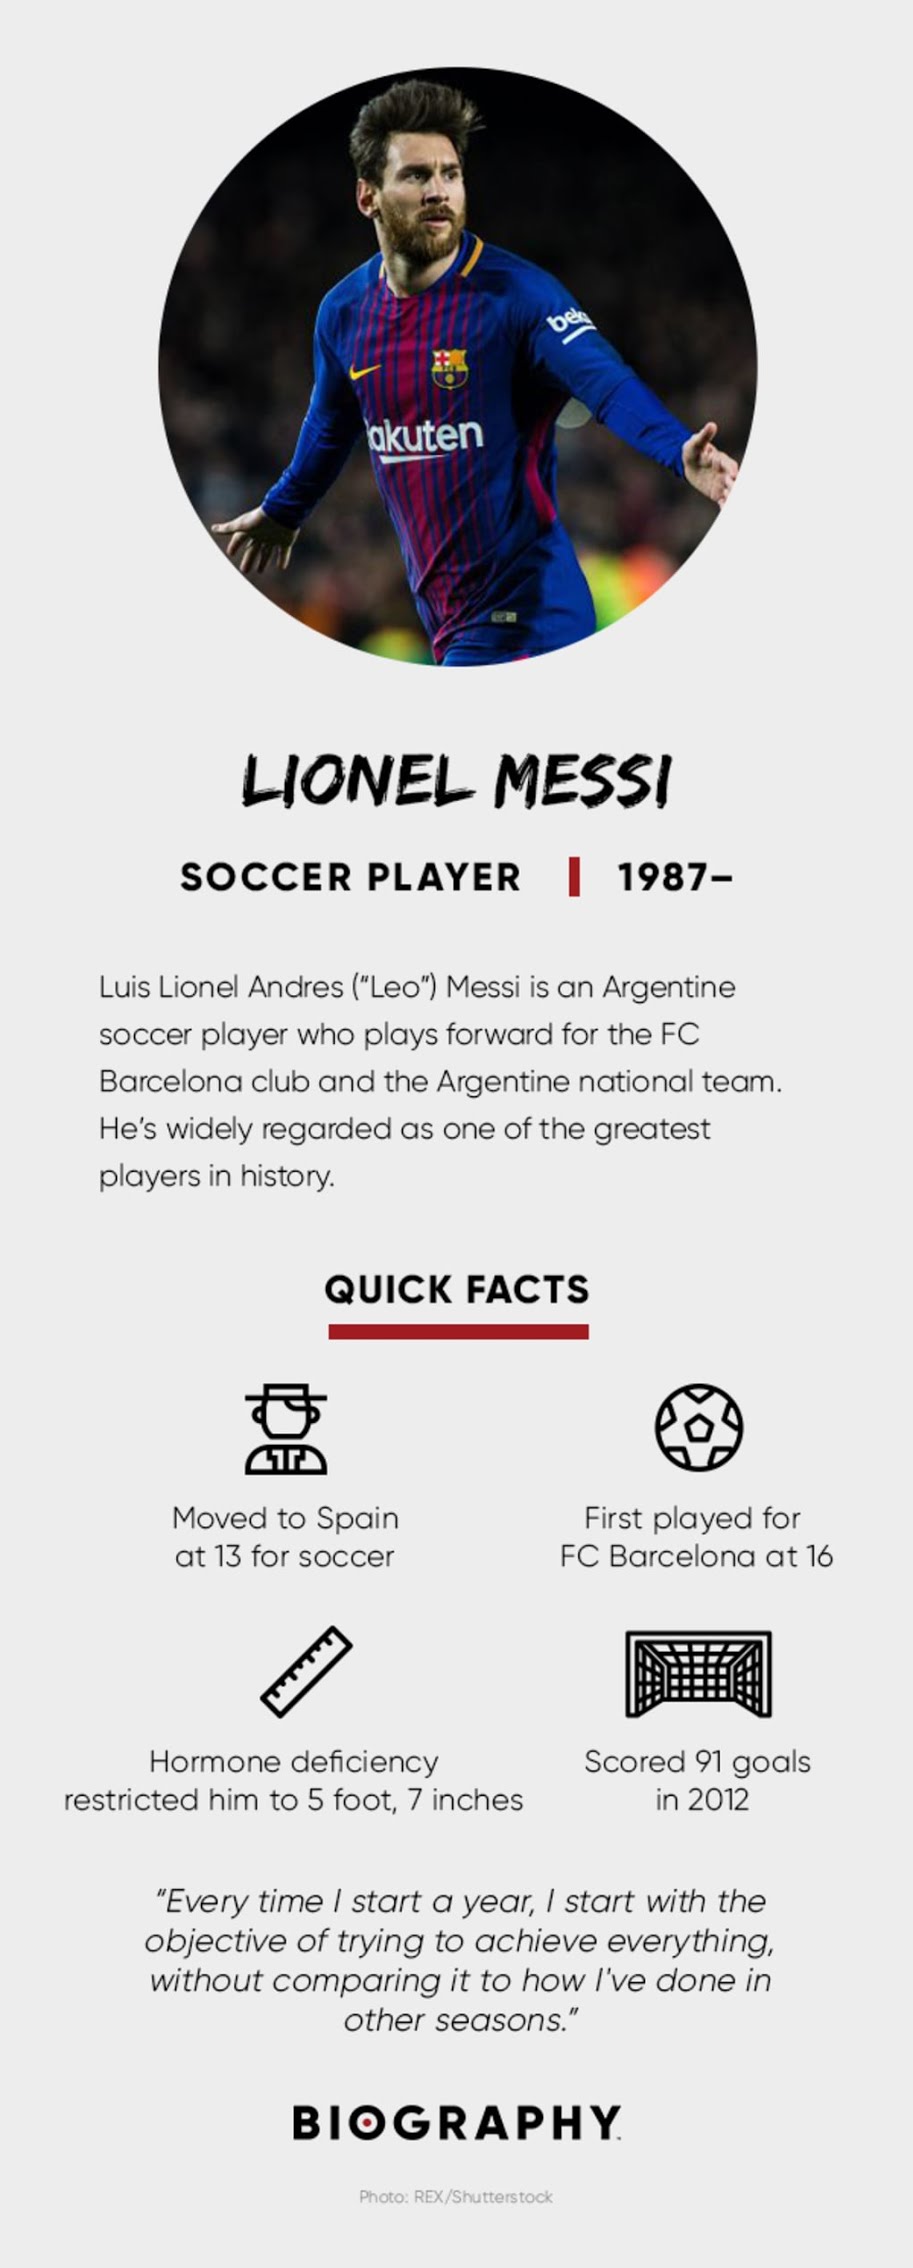 beko
akuten
LIONEL MESSI
SOCCER PLAYER | 1987–
Luis Lionel Andres (“Leo”) Messi is an Argentine
soccer player who plays forward for the FC
Barcelona club and the Argentine national team.
He’s widely regarded as one of the greatest
players in history.
QUICK FACTS
Moved to Spain
at 13 for soccer
First played for
FC Barcelona at 16
Hormone deficiency
restricted him to 5 foot, 7 inches
Scored 91 goals
in 2012
“Every time I start a year, I start with the
objective of trying to achieve everything,
without comparing it to how I've done in
other seasons.”
BIOGRAPHY
Photo: REX/Shutterstock